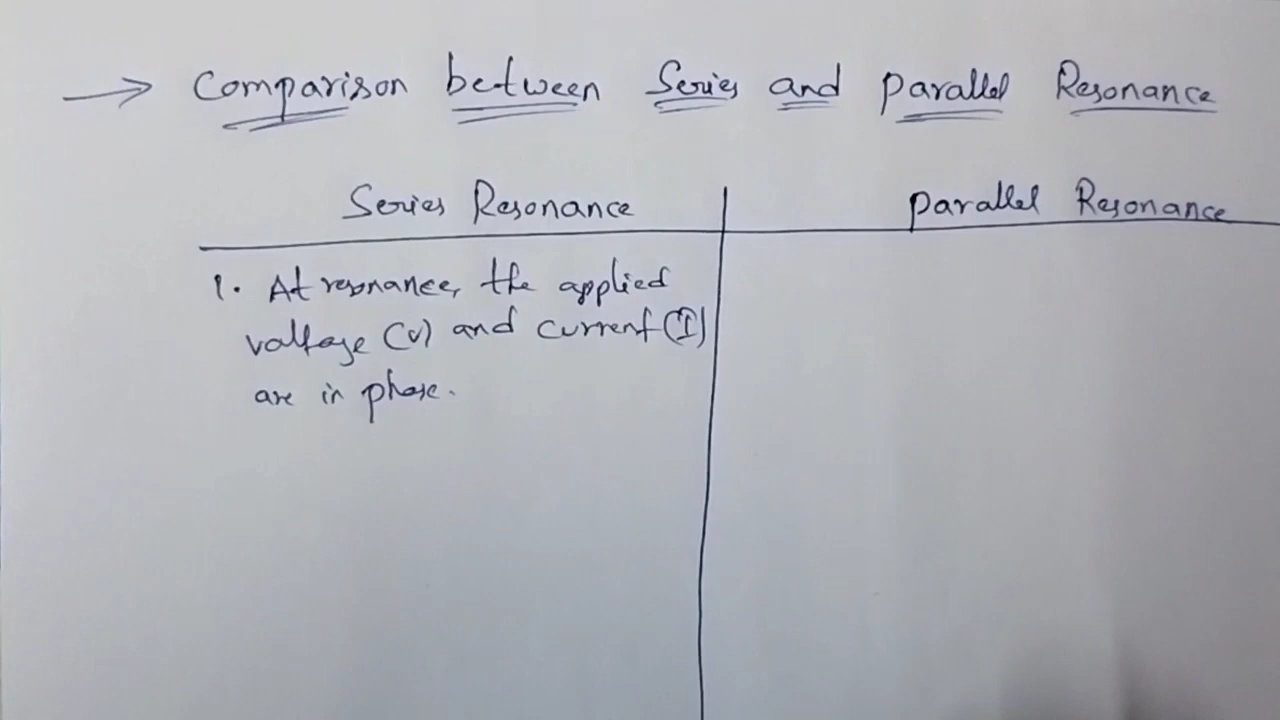 → Comparison between Series and parallel Resonance
Series Resonance
parallel Resonance
1. At resonance, the applied
voltage (v) and current (I)
are in phase.